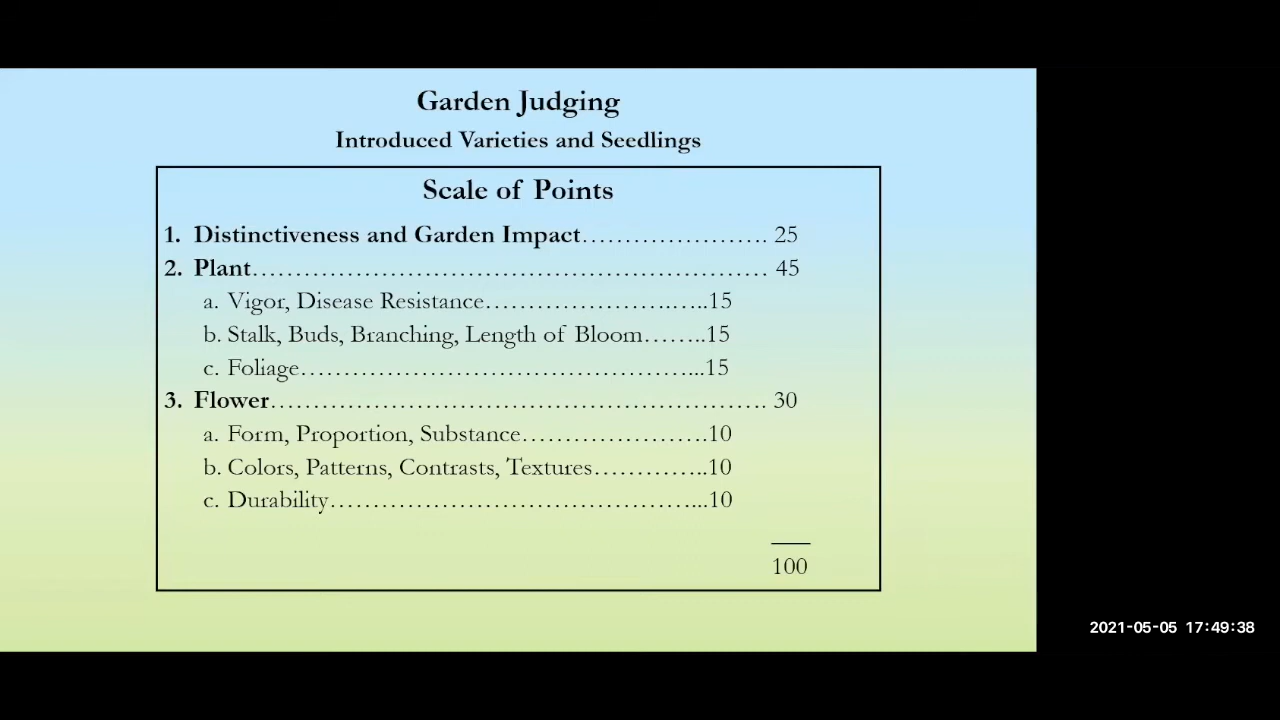 Garden Judging
Introduced Varieties and Seedlings
Scale of Points
1. Distinctiveness and Garden Impact…………………. 25
2. Plant…………………………………………………… 45
a. Vigor, Disease Resistance………………….…..15
b. Stalk, Buds, Branching, Length of Bloom……..15
c. Foliage………………………………………...15
3. Flower…………………………………………………. 30
a. Form, Proportion, Substance………………….10
b. Colors, Patterns, Contrasts, Textures…………..10
c. Durability……………………………………...10
100
2021-05-05 17:49:38